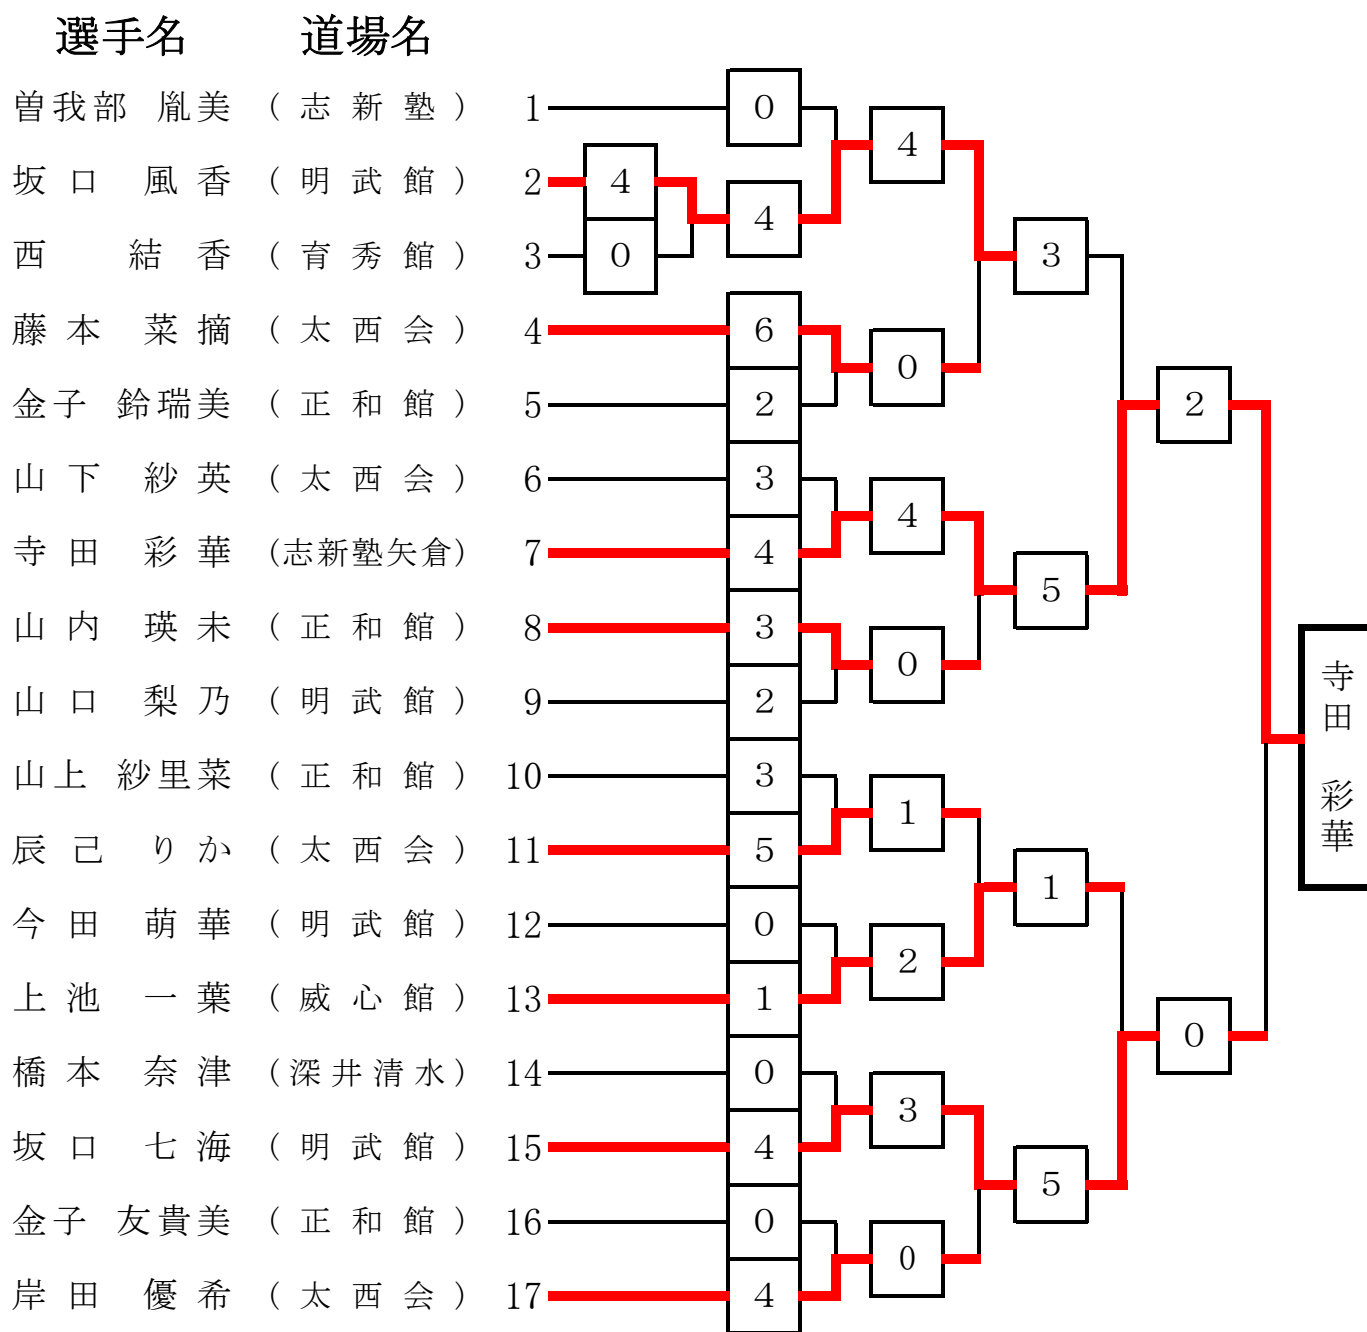 選手名 道場名
曽我部 胤美 (志新塾) 1 0
4
坂口 風香 (明武館) 2 4
4
西 結香 (育秀館) 3 0
3
藤本 菜摘 (太西会) 4 6
0
金子 鈴瑞美 (正和館) 5 2
2
山下 紗英 (太西会) 6 3
4
寺田 彩華 (志新塾矢倉) 7 4
5
山内 瑛未 (正和館) 8 3
0
山口 梨乃 (明武館) 9 2
寺田 彩華
山上 紗里菜 (正和館) 10 3
1
辰己 りか (太西会) 11 5
1
今田 萌華 (明武館) 12 0
2
上池 一葉 (威心館) 13 1
0
橋本 奈津 (深井清水) 14 0
3
坂口 七海 (明武館) 15 4
5
金子 友貴美 (正和館) 16 0
0
岸田 優希 (太西会) 17 4